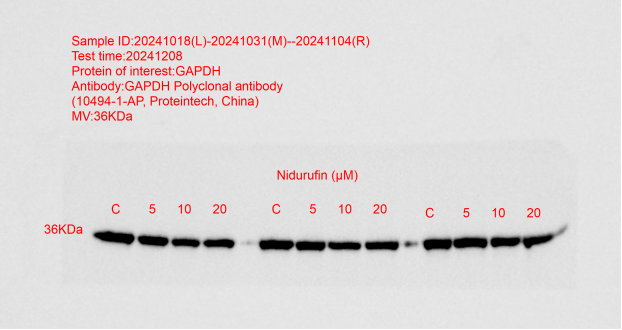 Sample ID:20241018(L)-20241031(M)--20241104(R)
Test time:20241208
Protein of interest:GAPDH
Antibody:GAPDH Polyclonal antibody
(10494-1-AP, Proteintech, China)
MV:36KDa
Nidurufin (μM)
C 5 10 20 C 5 10 20 C 5 10 20
36KDa